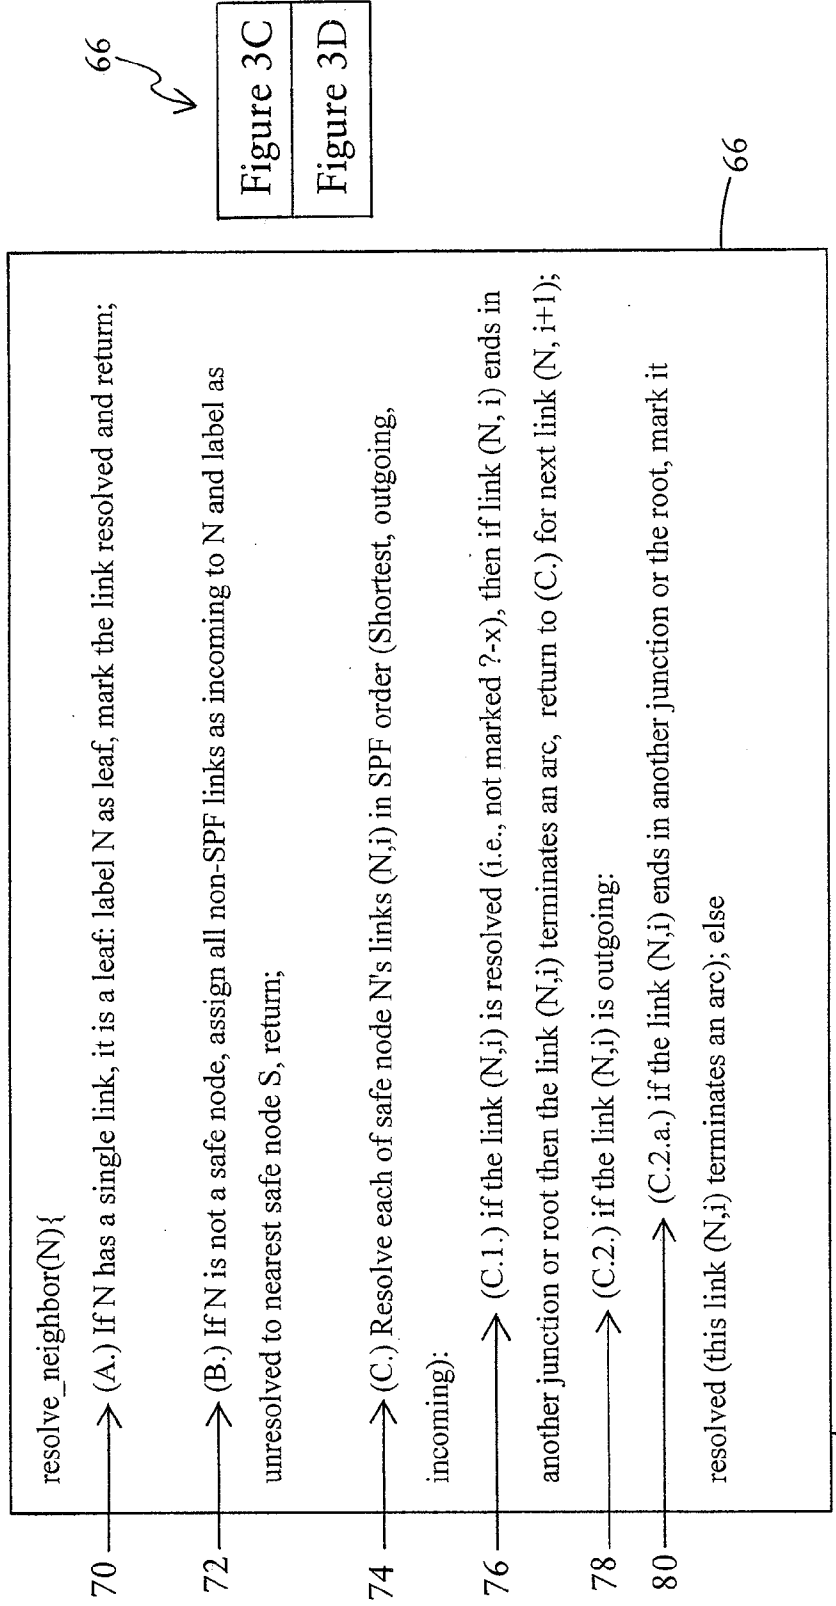 66
Figure 3C
Figure 3D
resolve_neighbor(N){
70 (A.) If N has a single link, it is a leaf: label N as leaf, mark the link resolved and return;
72 (B.) If N is not a safe node, assign all non-SPF links as incoming to N and label as
unresolved to nearest safe node S, return;
74 (C.) Resolve each of safe node N's links (N,i) in SPF order (Shortest, outgoing,
incoming):
76 (C.1.) if the link (N,i) is resolved (i.e., not marked ?-x), then if link (N, i) ends in
another junction or root then the link (N,i) terminates an arc, return to (C.) for next link (N, i+1);
78 (C.2.) if the link (N,i) is outgoing:
80 (C.2.a.) if the link (N,i) ends in another junction or the root, mark it
resolved (this link (N,i) terminates an arc); else
66